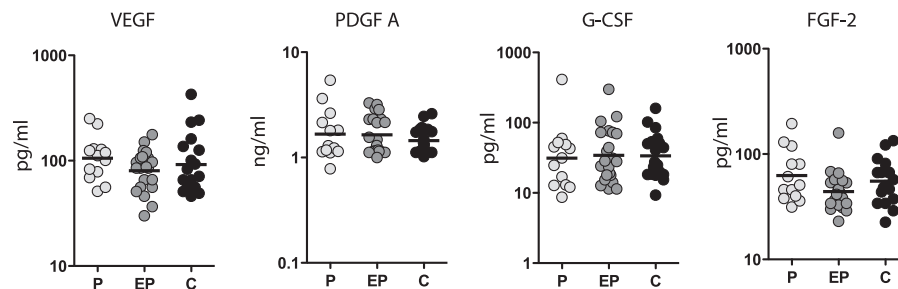 VEGF
pg/ml
1000
100
10
P EP C
PDGF A
ng/ml
10
1
0.1
P EP C
G-CSF
pg/ml
1000
100
10
1
P EP C
FGF-2
pg/ml
1000
100
10
P EP C